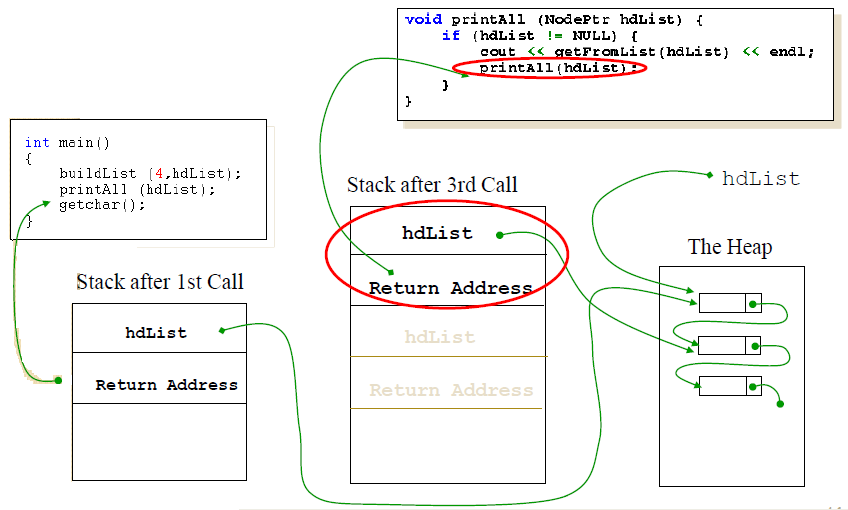 void printAll (NodePtr hdList) {
if (hdList != NULL) {
cout << getFromList(hdList) << endl;
printAll(hdList);
}
}
int main()
{
buildList (4,hdList);
printAll (hdList);
getchar();
}
Stack after 3rd Call
hdList
Return Address
hdList
Return Address
Stack after 1st Call
hdList
Return Address
hdList
The Heap